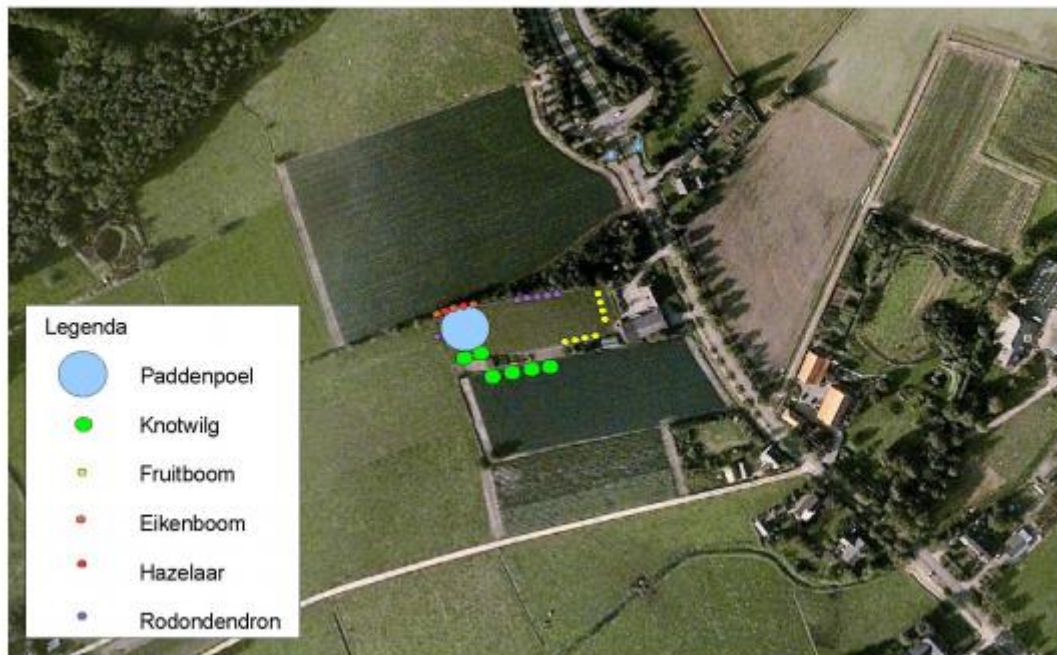 Legenda
Paddenpoel
Knotwilg
Fruitboom
Eikenboom
Hazelaar
Rodondendron